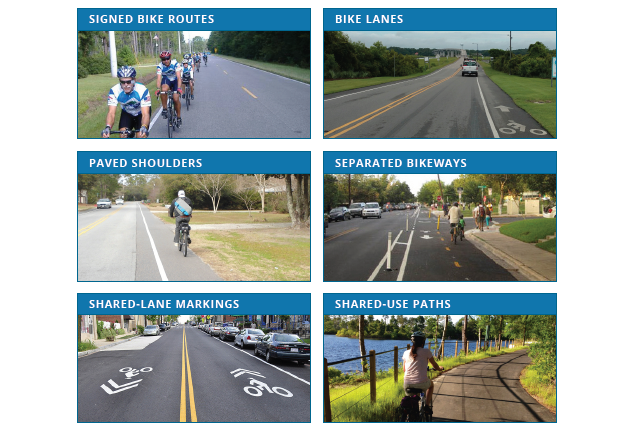 SIGNED BIKE ROUTES
BIKE LANES
PAVED SHOULDERS
SEPARATED BIKEWAYS
SHARED-LANE MARKINGS
SHARED-USE PATHS